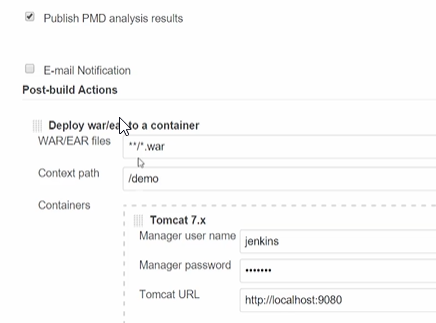 Publish PMD analysis results
E-mail Notification
Post-build Actions
Deploy war/ear to a container
WAR/EAR files
**/*.war
Context path
/demo
Containers
Tomcat 7.x
Manager user name
jenkins
Manager password
•••••••
Tomcat URL
http://localhost:9080